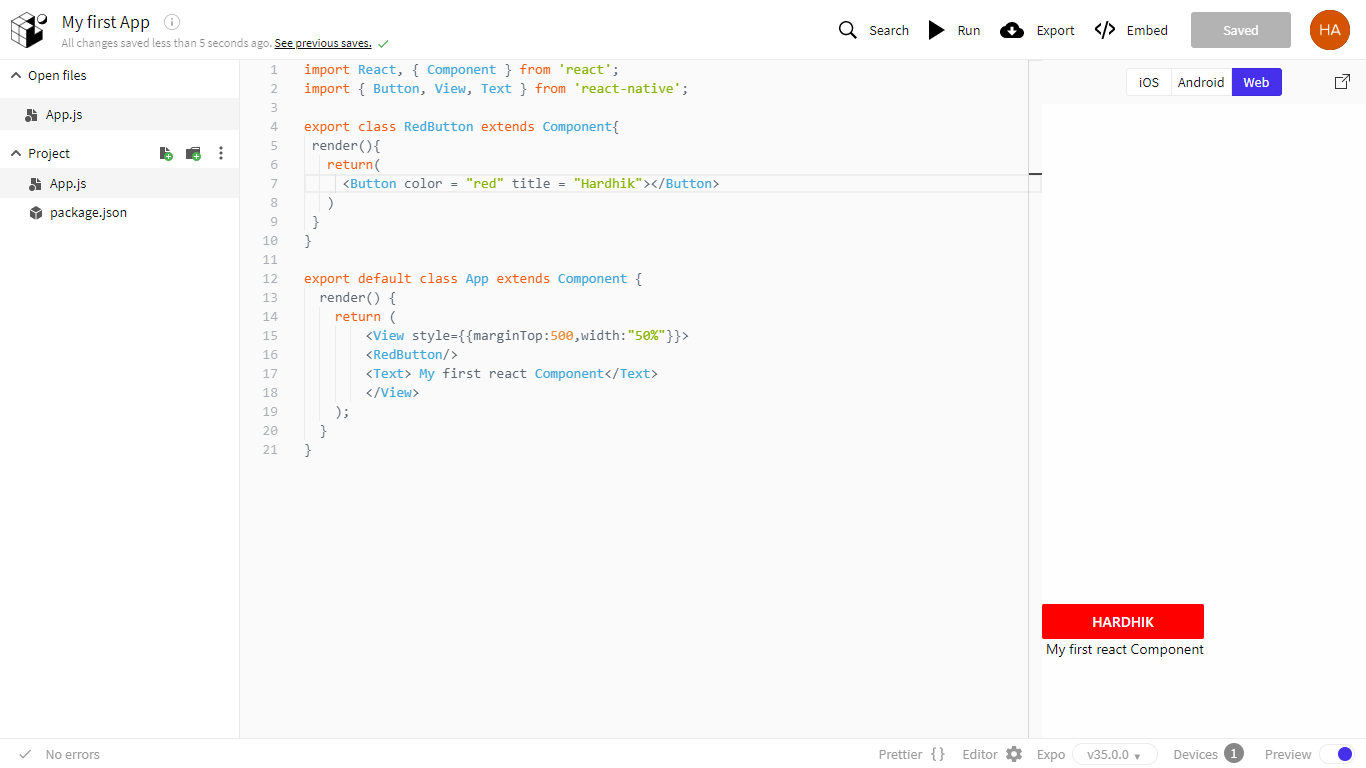 My first App
All changes saved less than 5 seconds ago. See previous saves.
Search
Run
Export
Embed
Saved
HA
Open files
App.js
Project
App.js
package.json
1 import React, { Component } from 'react';
2 import { Button, View, Text } from 'react-native';
3
4 export class RedButton extends Component{
5 render(){
6 return(
7 <Button color = "red" title = "Hardhik"></Button>
8 )
9 }
10 }
11
12 export default class App extends Component {
13 render() {
14 return (
15 <View style={{marginTop:500,width:"50%"}}>
16 <RedButton/>
17 <Text> My first react Component</Text>
18 </View>
19 );
20 }
21 }
iOS
Android
Web
HARDHIK
My first react Component
No errors
Prettier {}
Editor
Expo
v35.0.0
Devices 1
Preview